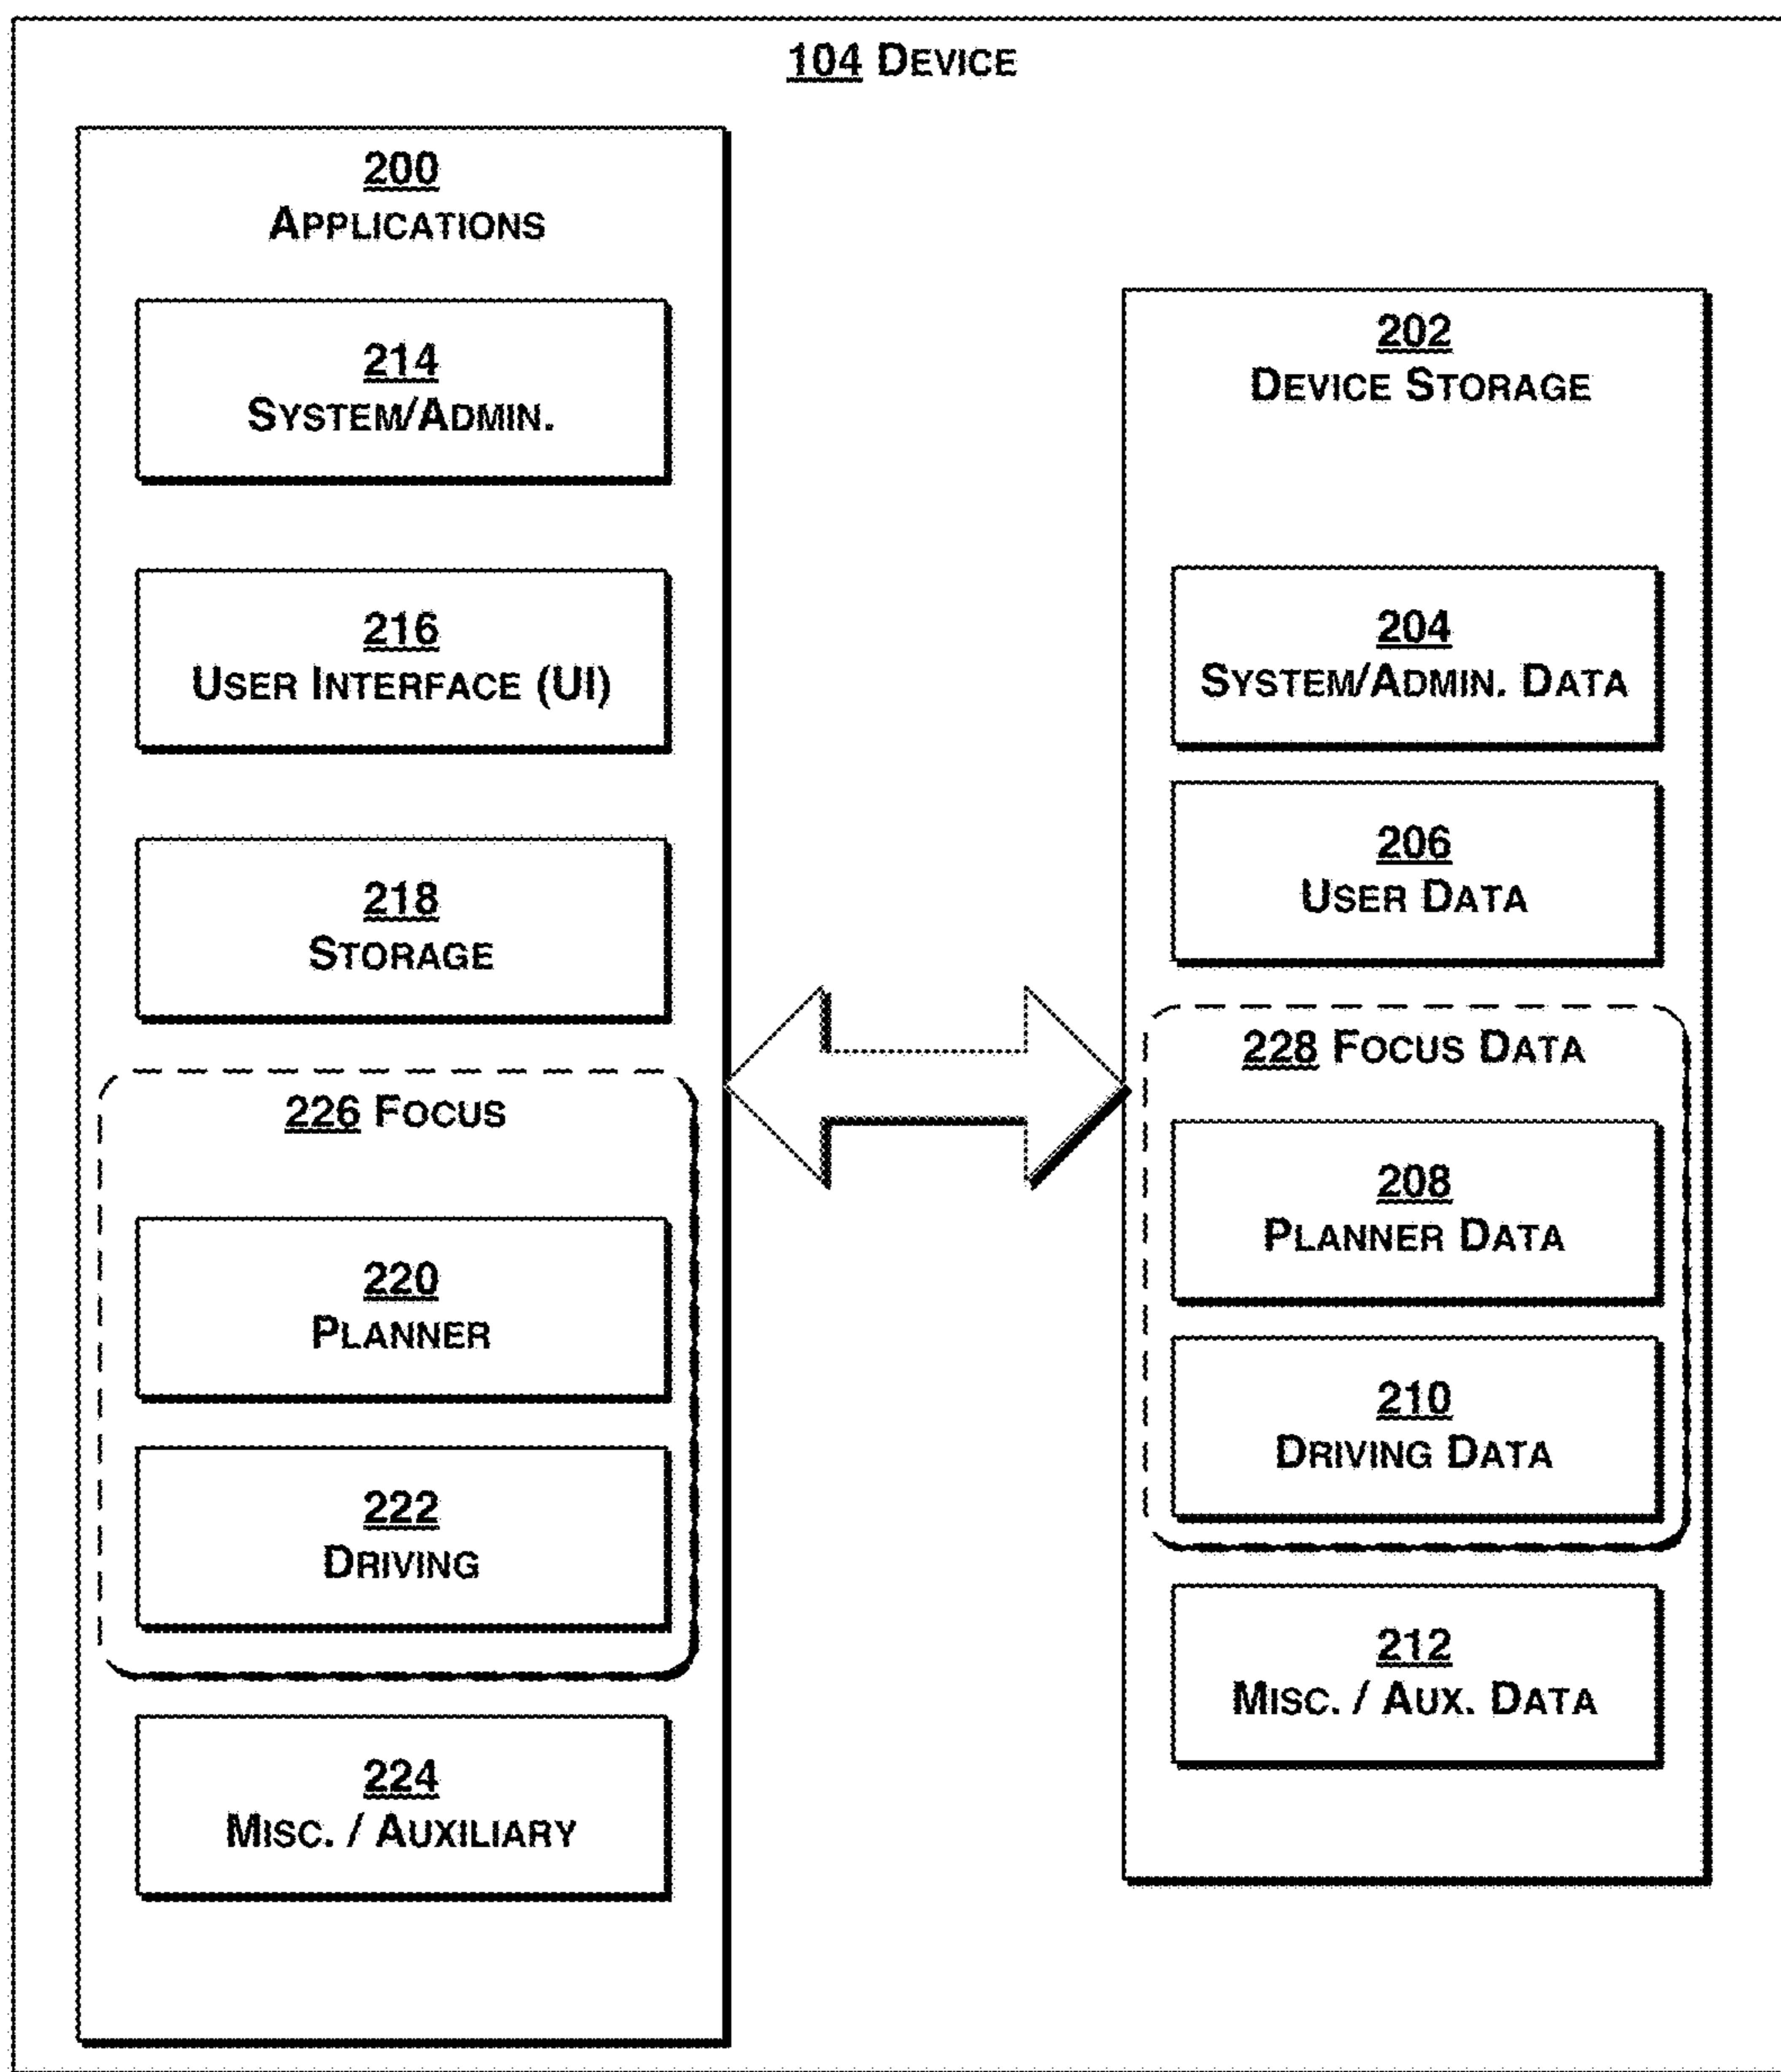 104 DEVICE
200
APPLICATIONS
214
SYSTEM/ADMIN.
216
USER INTERFACE (UI)
218
STORAGE
226 FOCUS
220
PLANNER
222
DRIVING
224
MISC. / AUXILIARY
202
DEVICE STORAGE
204
SYSTEM/ADMIN. DATA
206
USER DATA
228 FOCUS DATA
208
PLANNER DATA
210
DRIVING DATA
212
MISC. / AUX. DATA